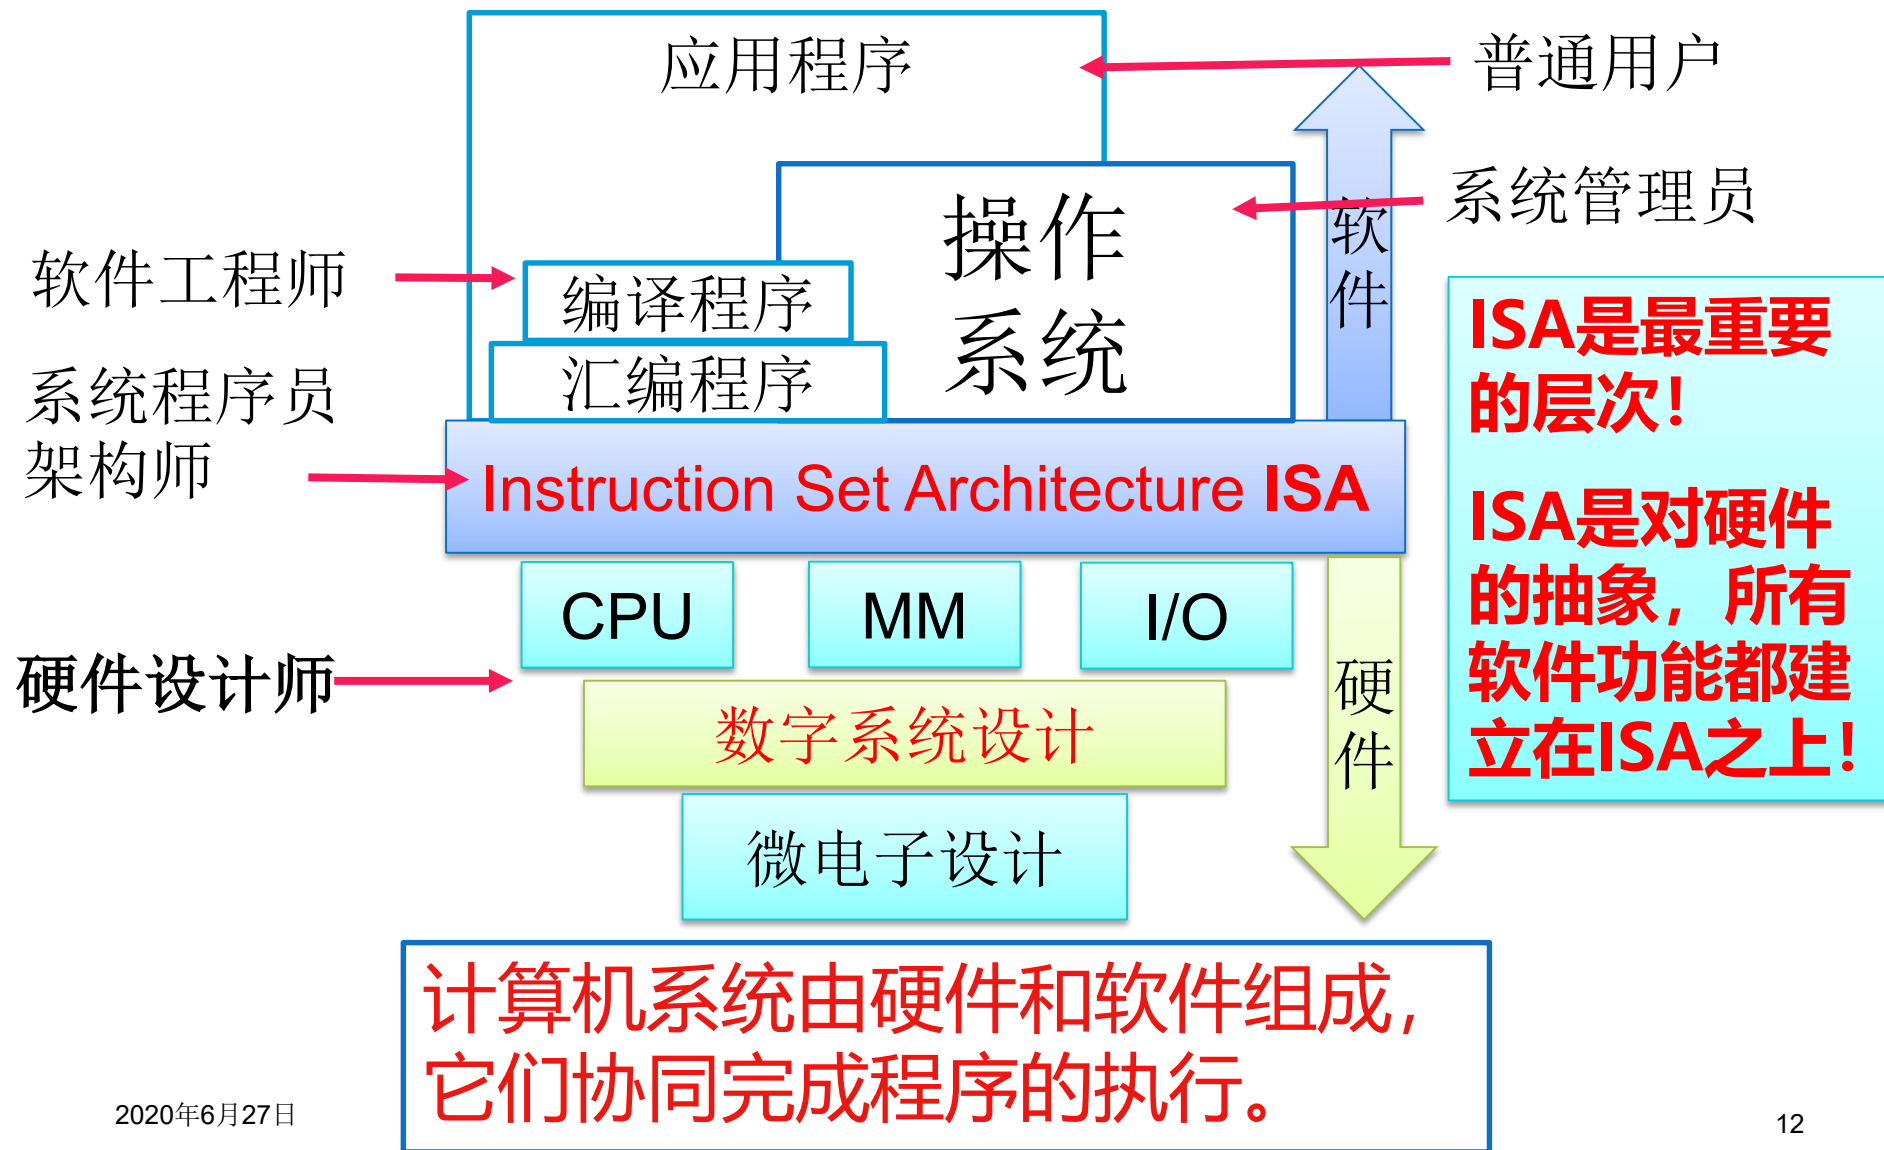 应用程序
普通用户
操作
系统
系统管理员
软
件
软件工程师
编译程序
系统程序员
架构师
汇编程序
Instruction Set Architecture ISA
ISA是最重要
的层次！
ISA是对硬件
的抽象，所有
软件功能都建
立在ISA之上！
CPU
MM
I/O
硬件设计师
数字系统设计
硬
件
微电子设计
计算机系统由硬件和软件组成，
它们协同完成程序的执行。
2020年6月27日
12